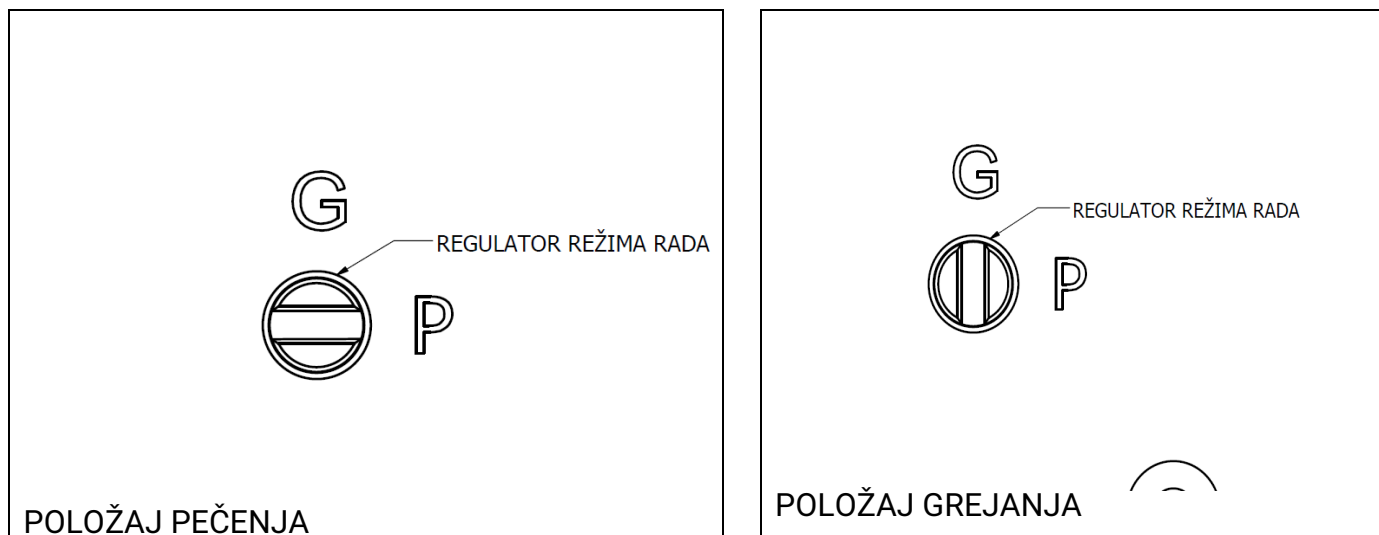 G
REGULATOR REŽIMA RADA
P
POLOŽAJ PEČENJA
G
REGULATOR REŽIMA RADA
P
POLOŽAJ GREJANJA